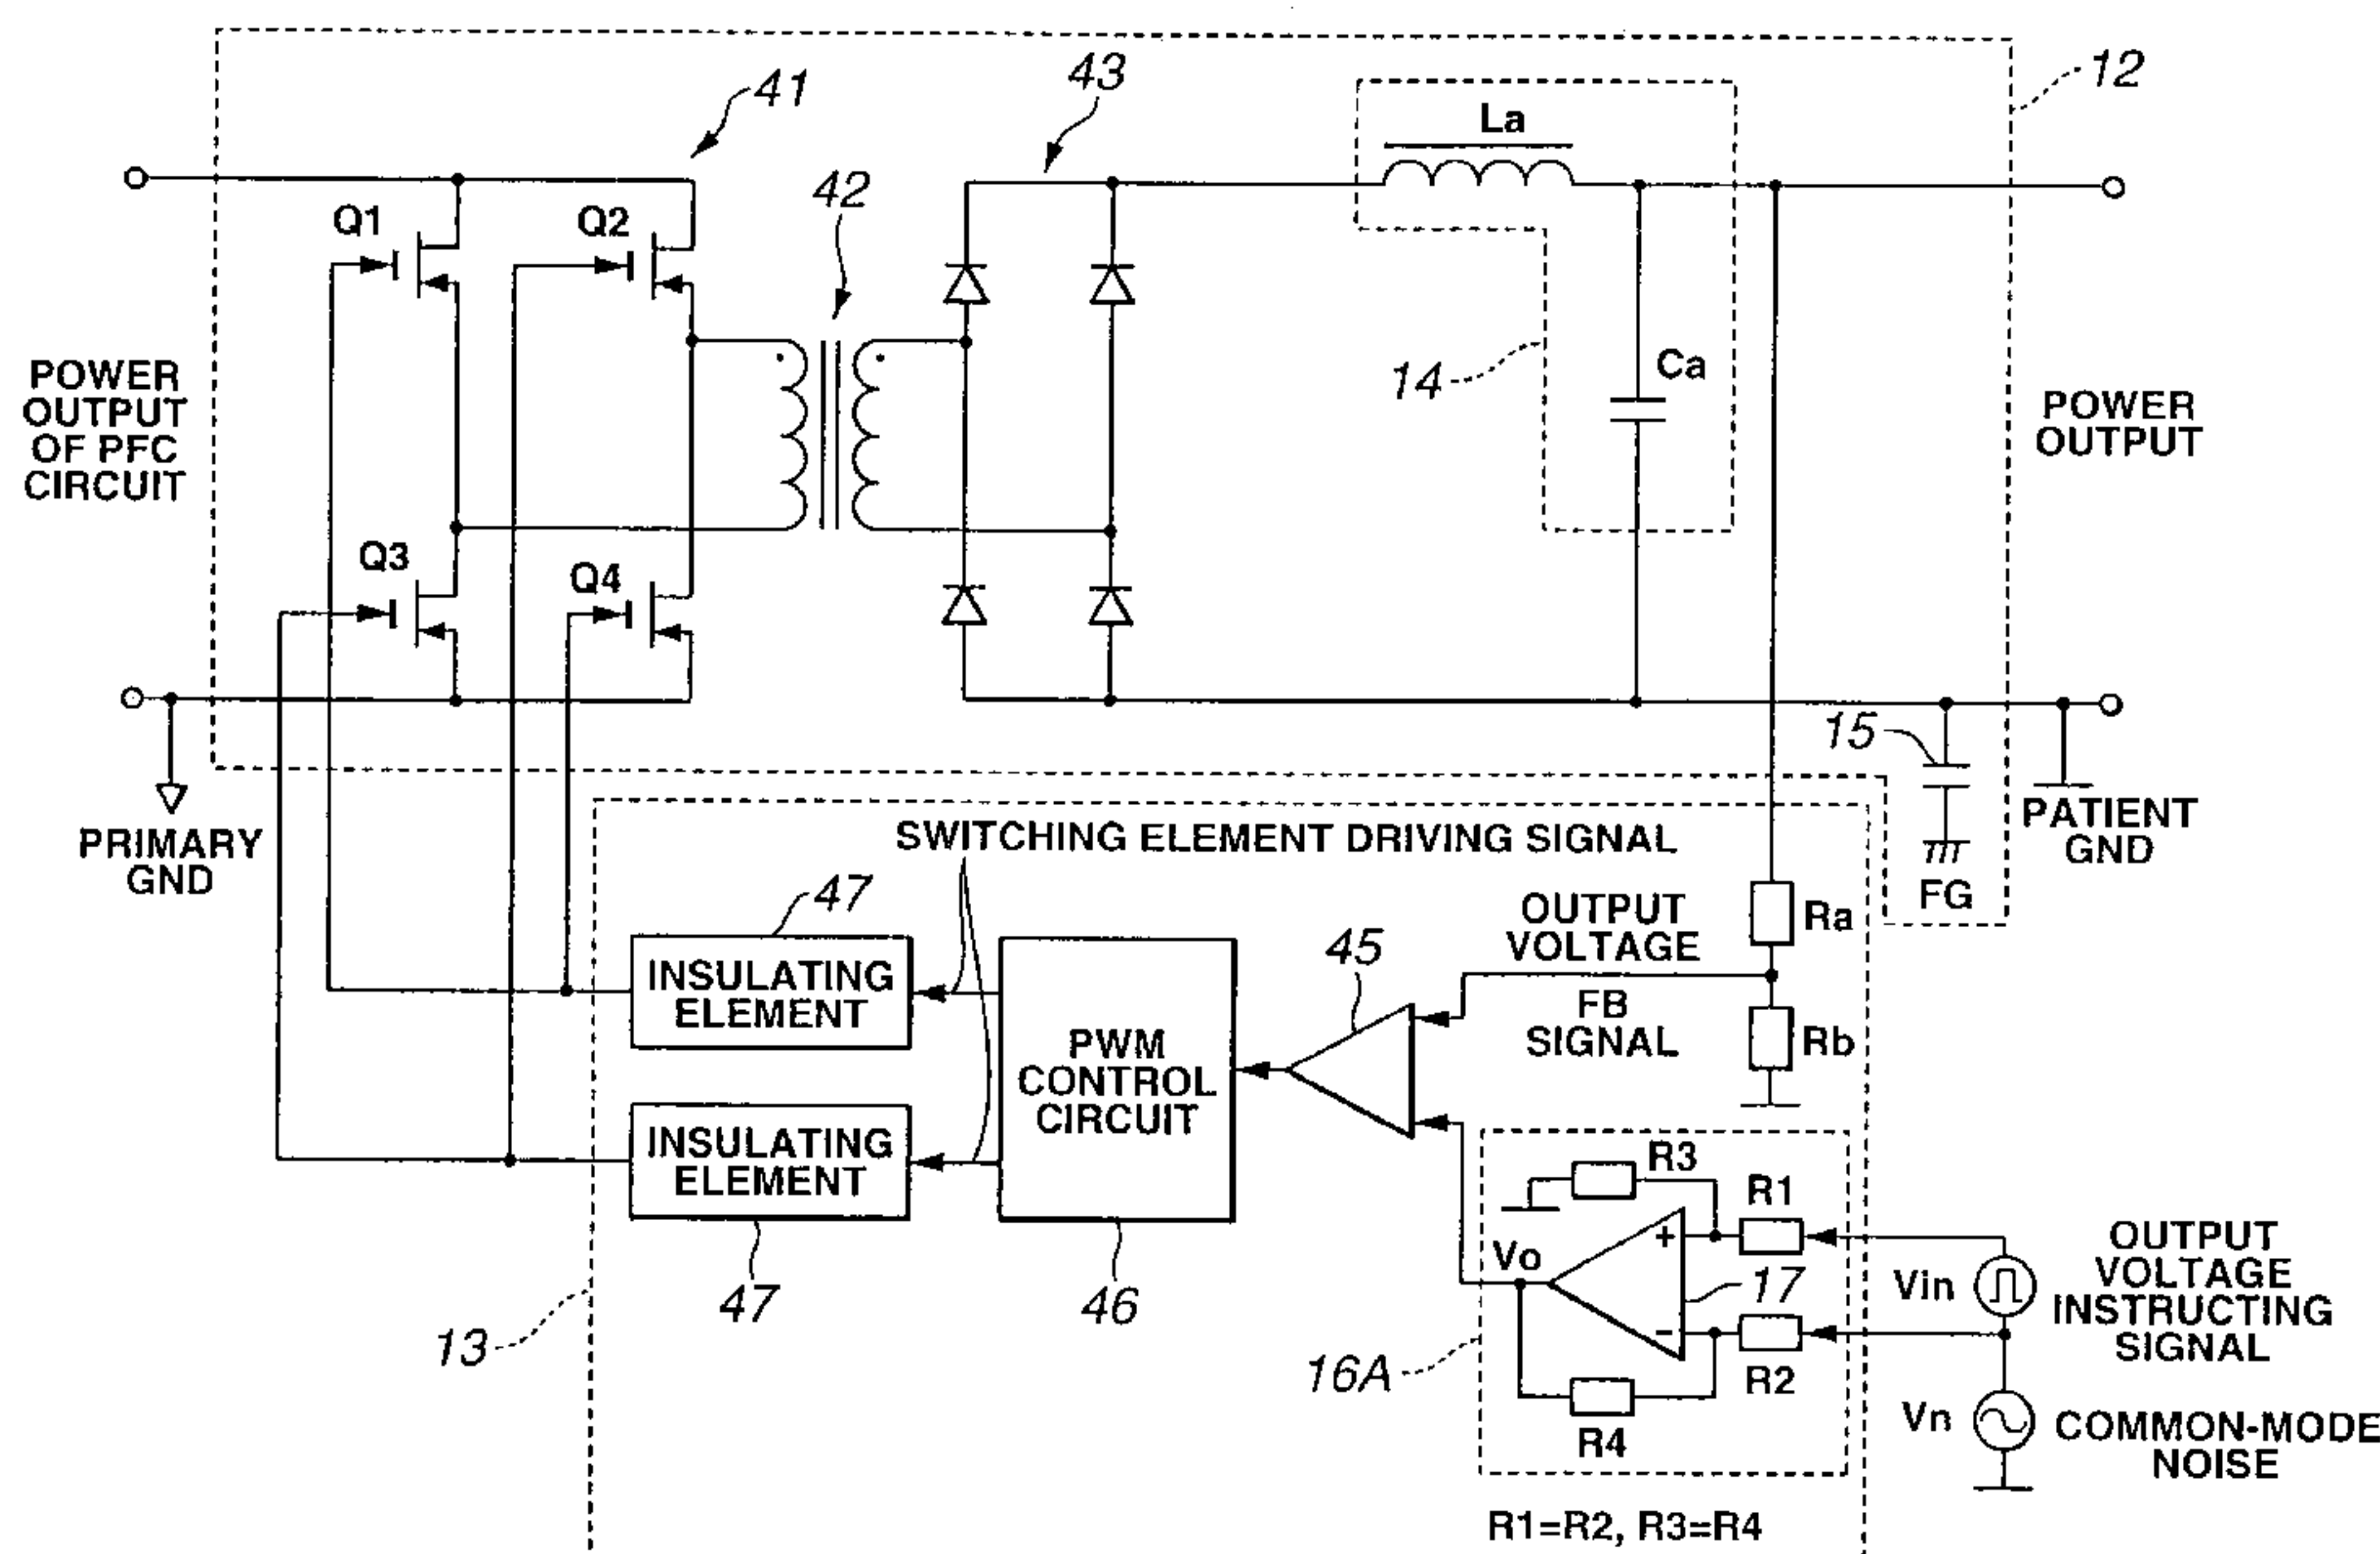 41
43
12
La
42
Q1
Q2
14
Ca
POWER
OUTPUT
OF PFC
CIRCUIT
POWER
OUTPUT
Q3
Q4
15
PRIMARY
GND
PATIENT
GND
FG
SWITCHING ELEMENT DRIVING SIGNAL
47
INSULATING
ELEMENT
45
OUTPUT
VOLTAGE
FB
SIGNAL
Ra
Rb
PWM
CONTROL
CIRCUIT
INSULATING
ELEMENT
47
46
13
R3
R1
Vo
+
-
17
R2
R4
16A
Vin
OUTPUT
VOLTAGE
INSTRUCTING
SIGNAL
Vn
COMMON-MODE
NOISE
R1=R2, R3=R4